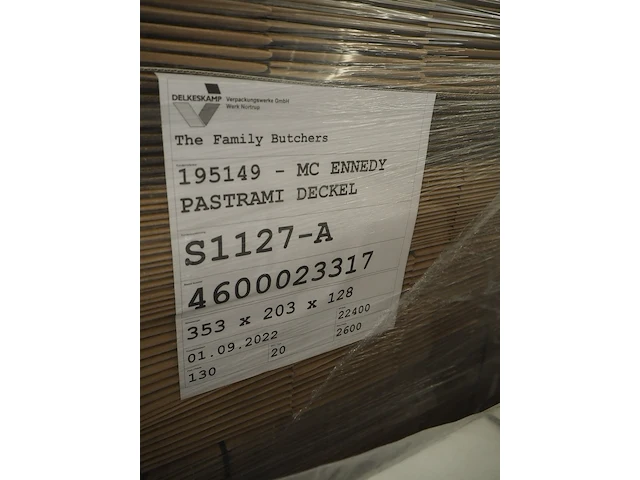 DELKESKAMP
Verpackungswerke GmbH
Werk Nortrup
The Family Butchers
195149 - MC ENNEDY
PASTRAMI DECKEL
S1127-A
4600023317
353 x 203 x 128
01.09.2022 22400
130 20 2600